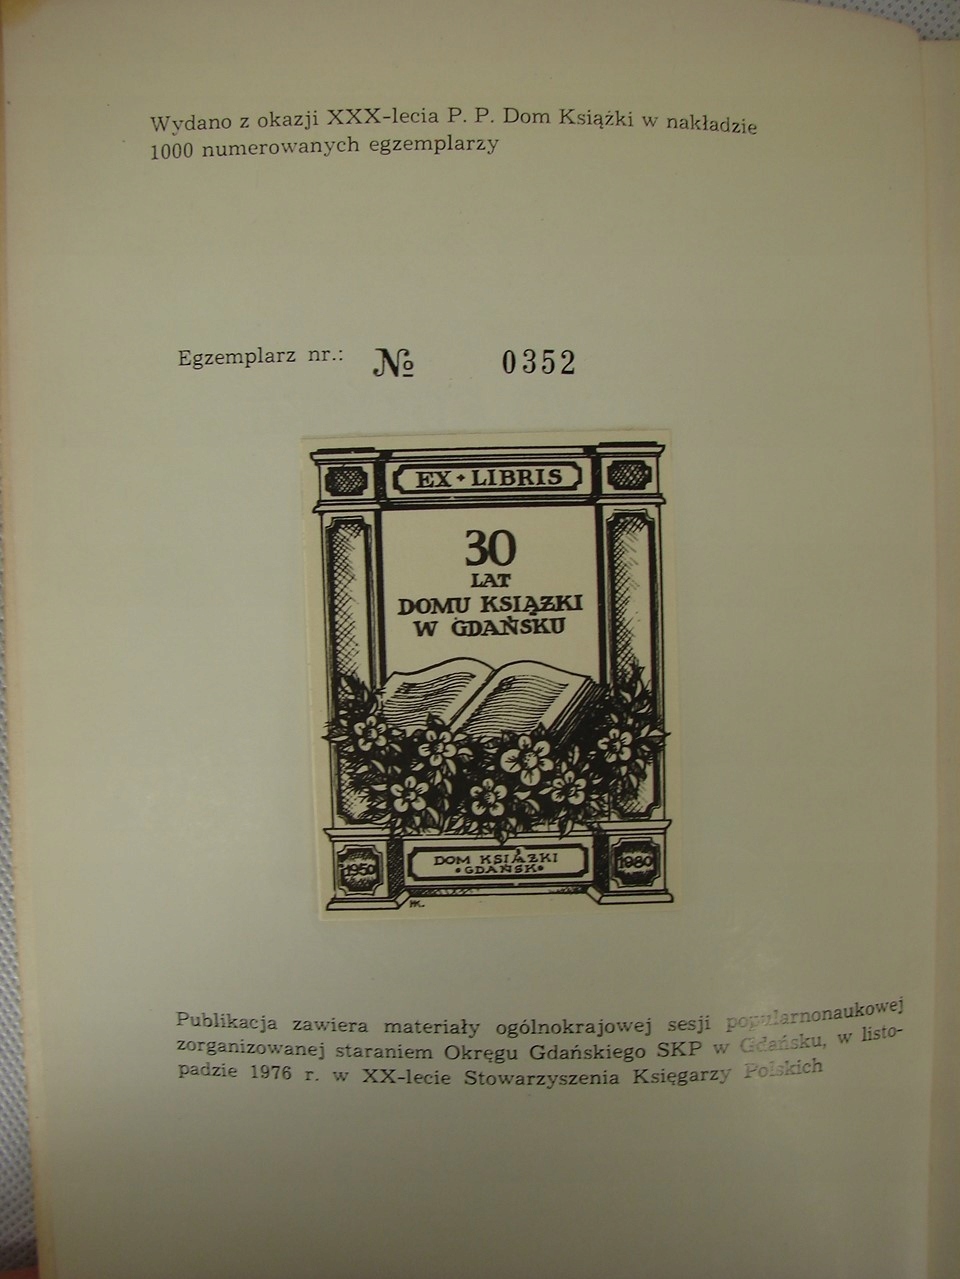 Wydano z okazji XXX-lecia P. P. Dom Książki w nakładzie
1000 numerowanych egzemplarzy
Egzemplarz nr.: № 0352
EX + LIBRIS
30
LAT
DOMU KSIĄŻKI
W GDAŃSKU
1950
DOM KSIĄŻKI
• GDAŃSK •
1980
HK.
Publikacja zawiera materiały ogólnokrajowej sesji popularnonaukowej
zorganizowanej staraniem Okręgu Gdańskiego SKP w Gdańsku, w listo-
padzie 1976 r. w XX-lecie Stowarzyszenia Księgarzy Polskich